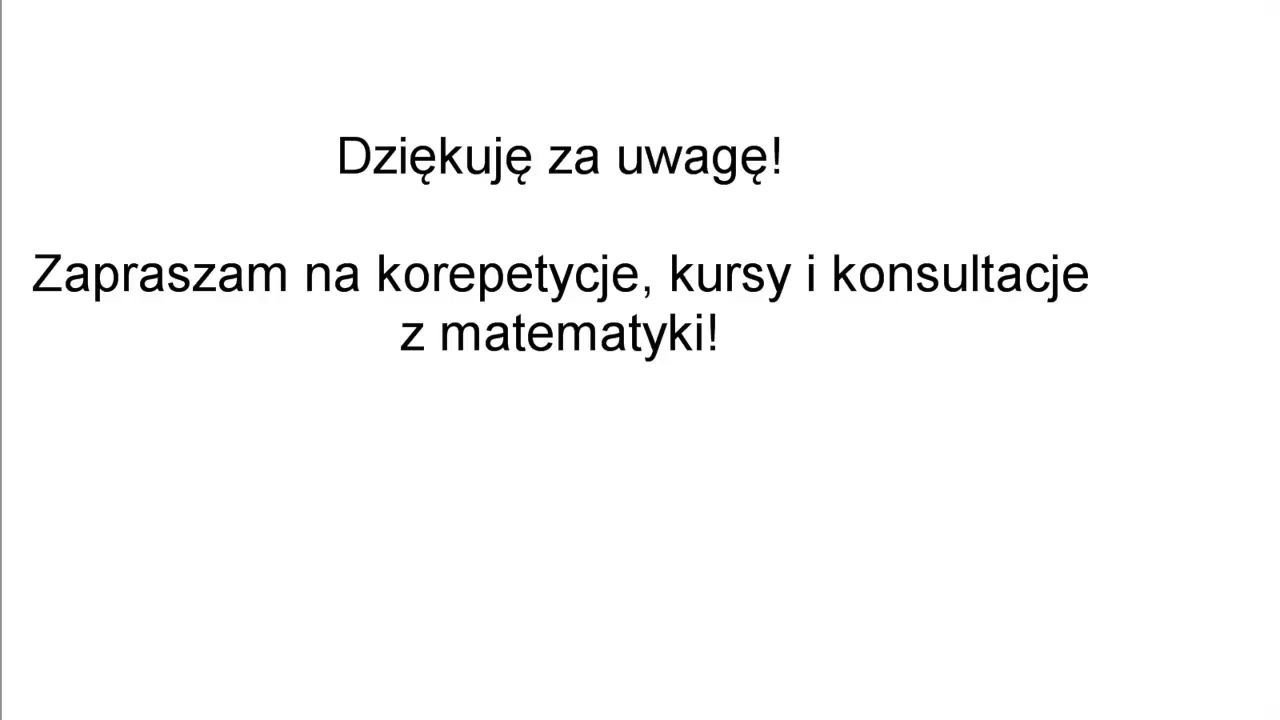 Dziękuję za uwagę!
Zapraszam na korepetycje, kursy i konsultacje
z matematyki!